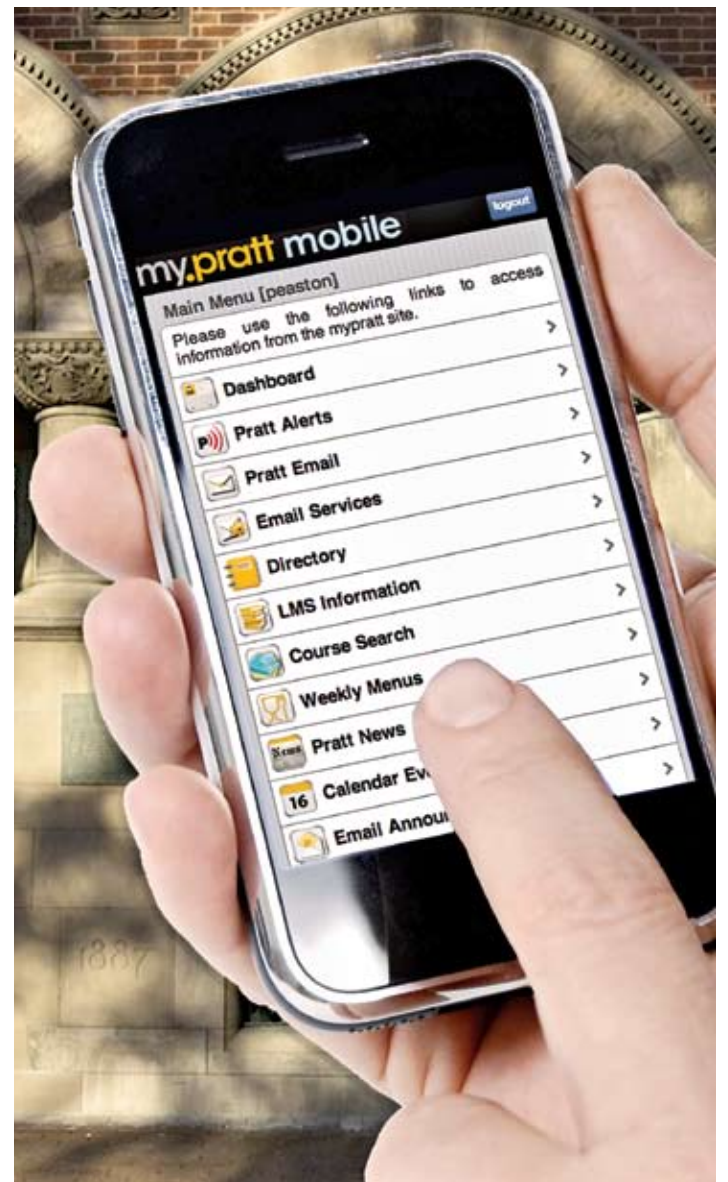 my.pratt mobile
logout
Main Menu [peaston]
Please use the following links to access
information from the mypratt site.
Dashboard
P
Pratt Alerts
Pratt Email
Email Services
Directory
LMS Information
Course Search
Weekly Menus
News
Pratt News
16
Calendar Ev
Email Annou
1887